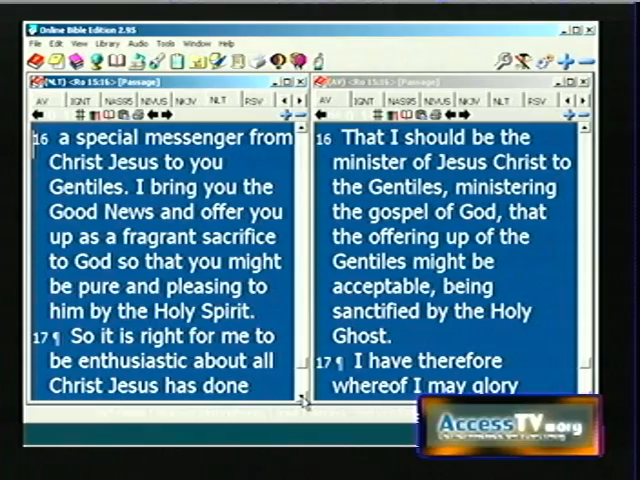 Online Bible Edition 2.95
File Edit View Library Audio Tools Window Help
(NLT) <Ro 15:16> [Passage]
AV IGNT NAS95 NIVUS NKJV NLT RSV
16 a special messenger from
Christ Jesus to you
Gentiles. I bring you the
Good News and offer you
up as a fragrant sacrifice
to God so that you might
be pure and pleasing to
him by the Holy Spirit.
17 ¶ So it is right for me to
be enthusiastic about all
Christ Jesus has done
(AV) <Ro 15:16> [Passage]
AV IGNT NAS95 NIVUS NKJV NLT RSV
16 That I should be the
minister of Jesus Christ to
the Gentiles, ministering
the gospel of God, that
the offering up of the
Gentiles might be
acceptable, being
sanctified by the Holy
Ghost.
17 ¶ I have therefore
whereof I may glory
AccessTV.org